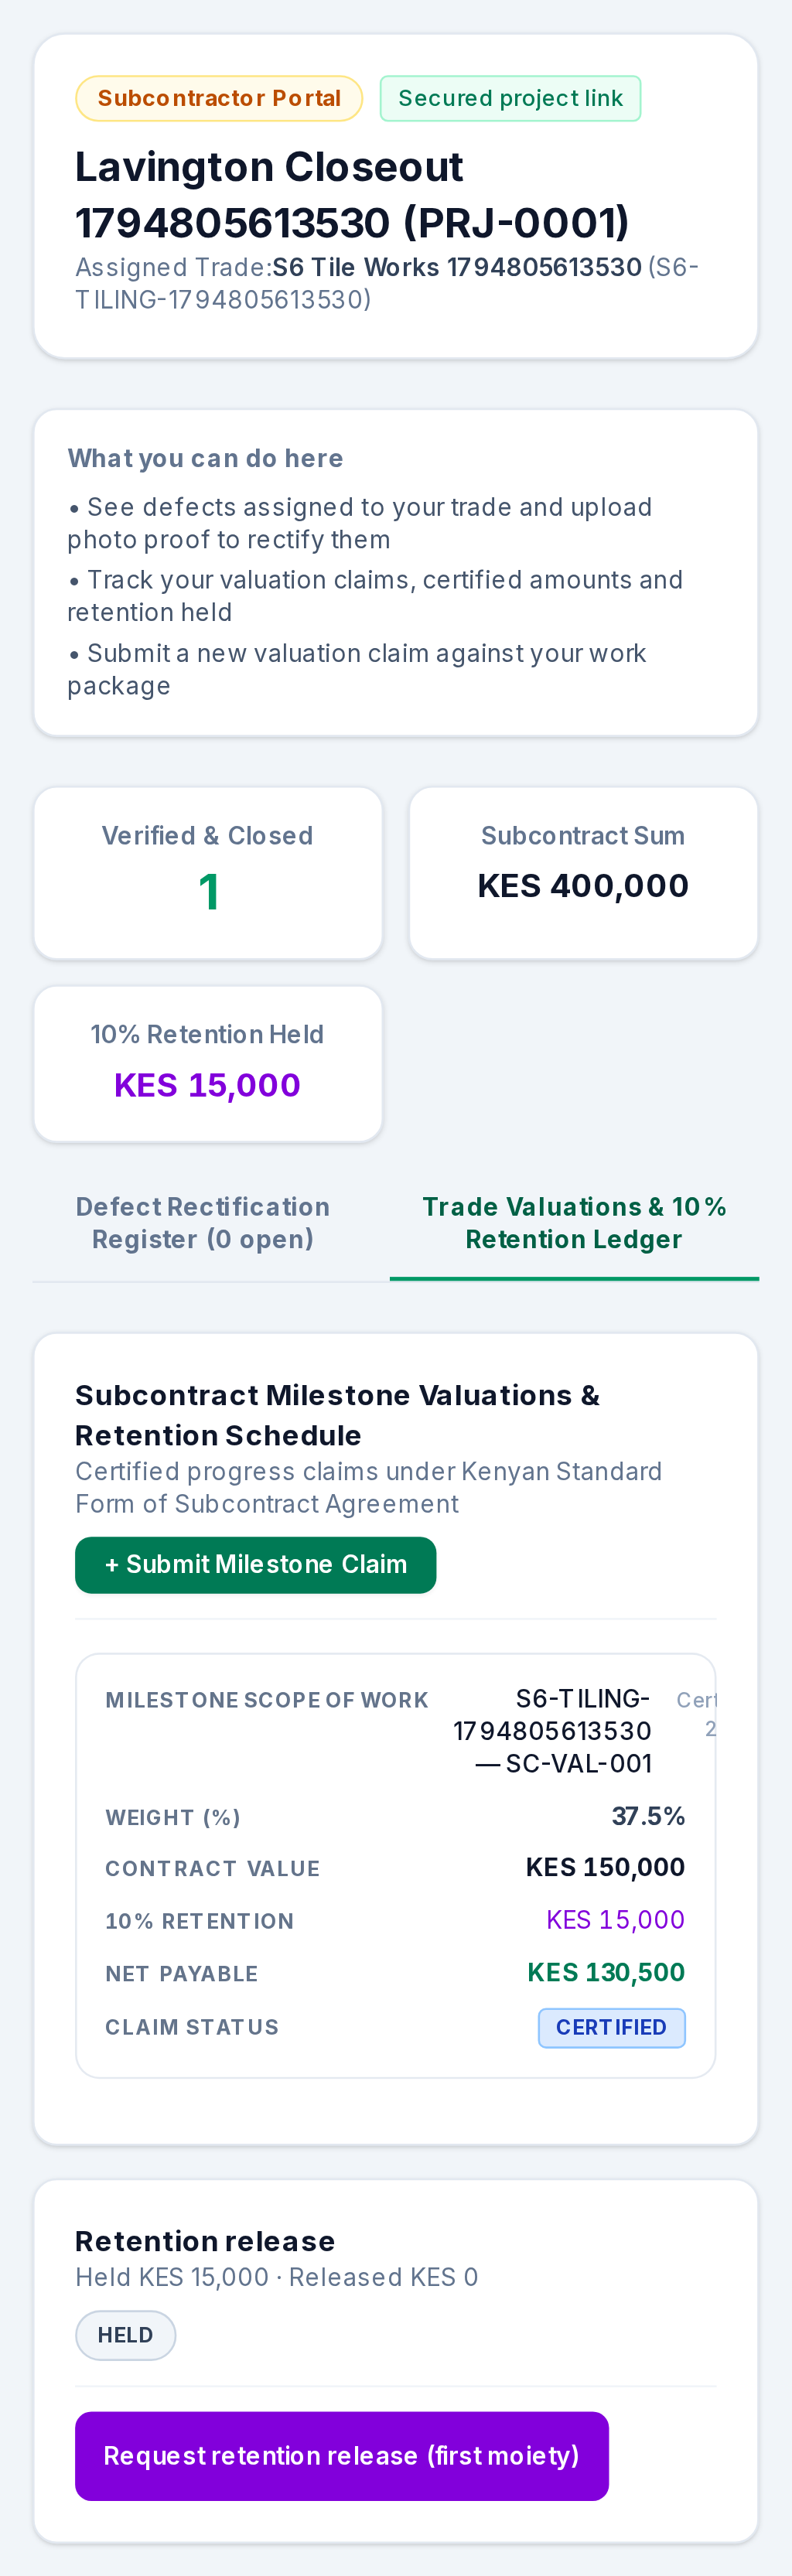 Subcontractor Portal
Secured project link
Lavington Closeout
1794805613530 (PRJ-0001)
Assigned Trade:S6 Tile Works 1794805613530 (S6-
TILING-1794805613530)
What you can do here
• See defects assigned to your trade and upload
photo proof to rectify them
• Track your valuation claims, certified amounts and
retention held
• Submit a new valuation claim against your work
package
Verified & Closed
1
Subcontract Sum
KES 400,000
10% Retention Held
KES 15,000
Defect Rectification
Register (0 open)
Trade Valuations & 10%
Retention Ledger
Subcontract Milestone Valuations &
Retention Schedule
Certified progress claims under Kenyan Standard
Form of Subcontract Agreement
+ Submit Milestone Claim
MILESTONE SCOPE OF WORK
S6-TILING-
1794805613530
— SC-VAL-001
Cert
2
WEIGHT (%)
37.5%
CONTRACT VALUE
KES 150,000
10% RETENTION
KES 15,000
NET PAYABLE
KES 130,500
CLAIM STATUS
CERTIFIED
Retention release
Held KES 15,000 · Released KES 0
HELD
Request retention release (first moiety)